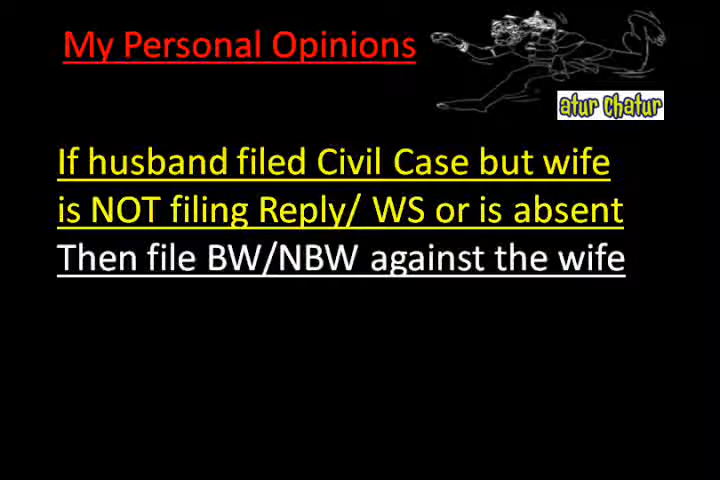 My Personal Opinions
atur chatur
If husband filed Civil Case but wife
is NOT filing Reply/ WS or is absent
Then file BW/NBW against the wife